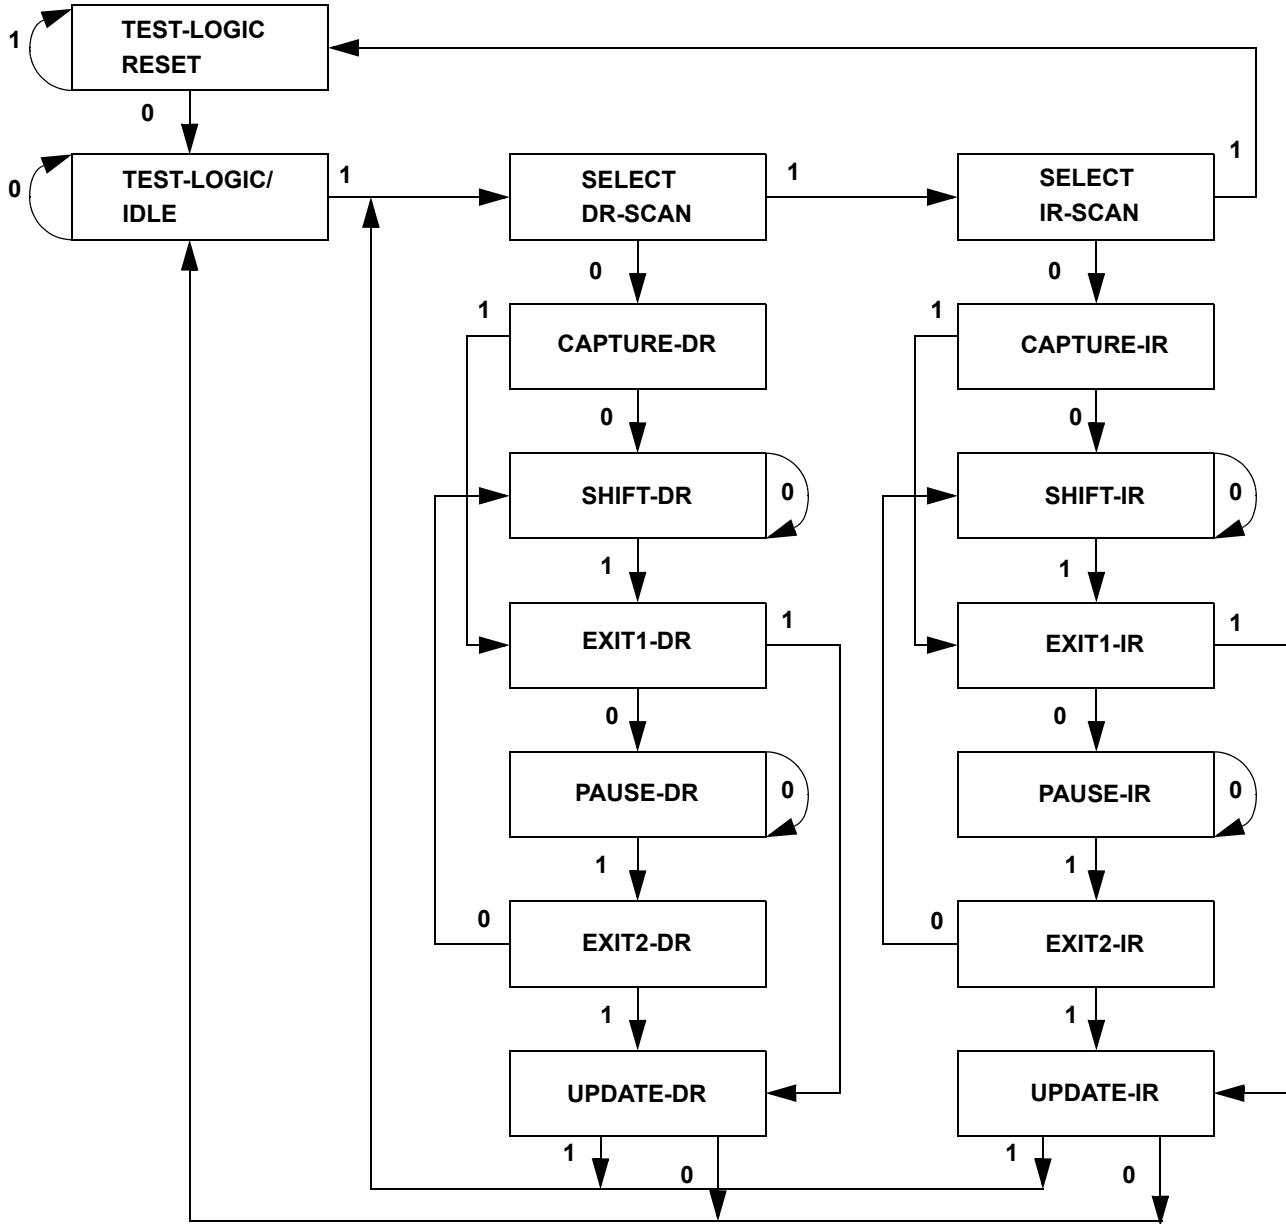 TEST-LOGIC
RESET
1
0
TEST-LOGIC/
IDLE
0
1
SELECT
DR-SCAN
1
SELECT
IR-SCAN
1
0
0
1
CAPTURE-DR
1
CAPTURE-IR
0
0
SHIFT-DR
0
SHIFT-IR
0
1
1
EXIT1-DR
1
EXIT1-IR
1
0
0
PAUSE-DR
0
PAUSE-IR
0
1
1
0
EXIT2-DR
0
EXIT2-IR
1
1
UPDATE-DR
UPDATE-IR
1
0
1
0